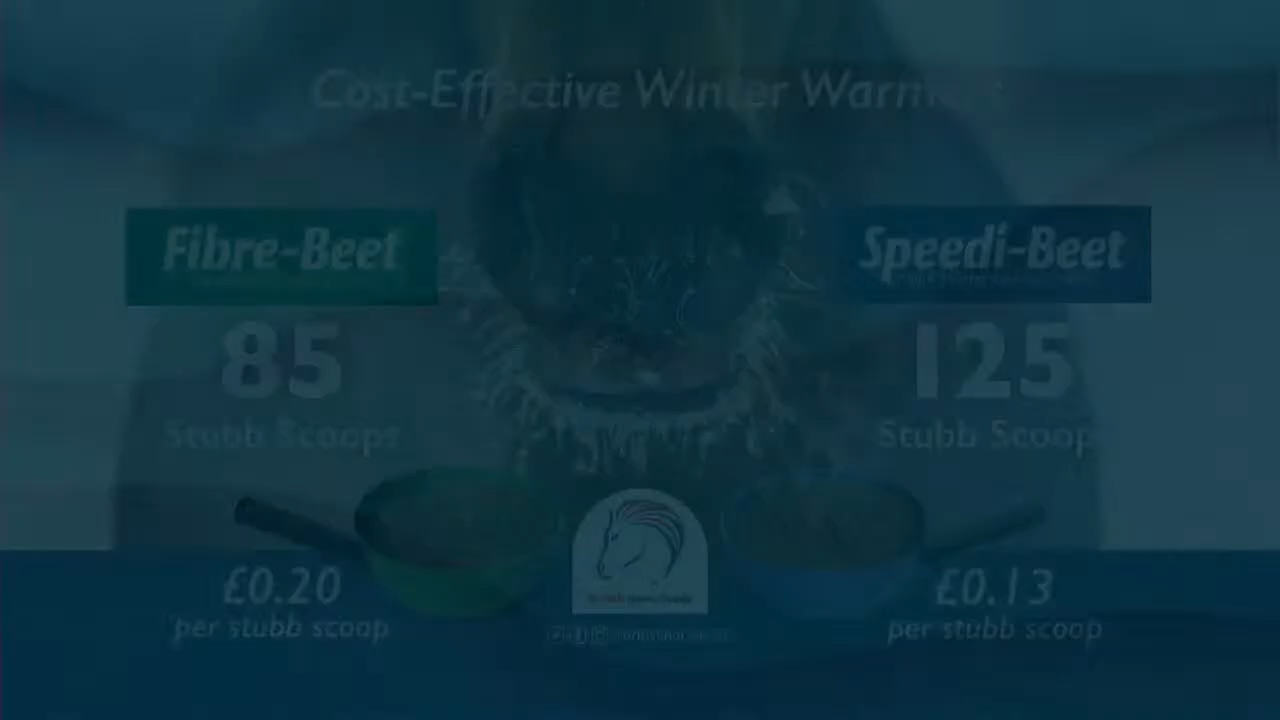 Cost-Effective Winter
Fibre-Beet
Speedi-Beet
85
125
Stubb Scoops
Stubb Scoop
£0.20
£0.13
per stubb scoop
per stubb scoop